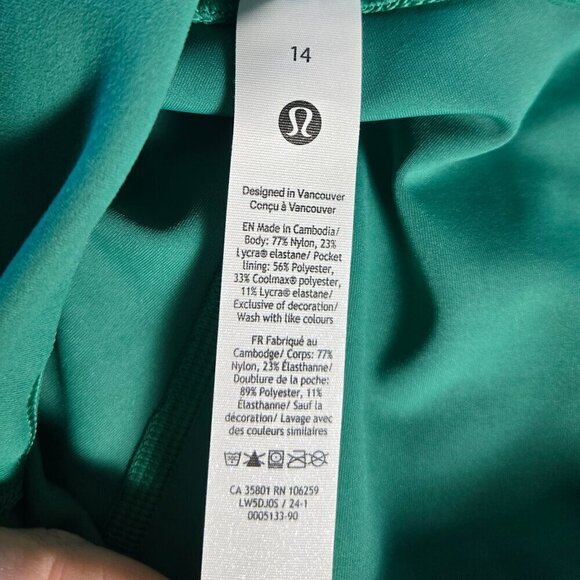 14
Designed in Vancouver
Conçu à Vancouver
EN Made in Cambodia/
Body: 77% Nylon, 23%
Lycra® elastane/ Pocket
lining: 56% Polyester,
33% Coolmax® polyester,
11% Lycra® elastane/
Exclusive of decoration/
Wash with like colours
FR Fabriqué au
Cambodge/ Corps: 77%
Nylon, 23% Élasthanne/
Doublure de la poche:
89% Polyester, 11%
Élasthanne/ Sauf la
décoration/ Lavage avec
des couleurs similaires
CA 35801 RN 106259
LW5DJ0S / 24-1
0005133-90